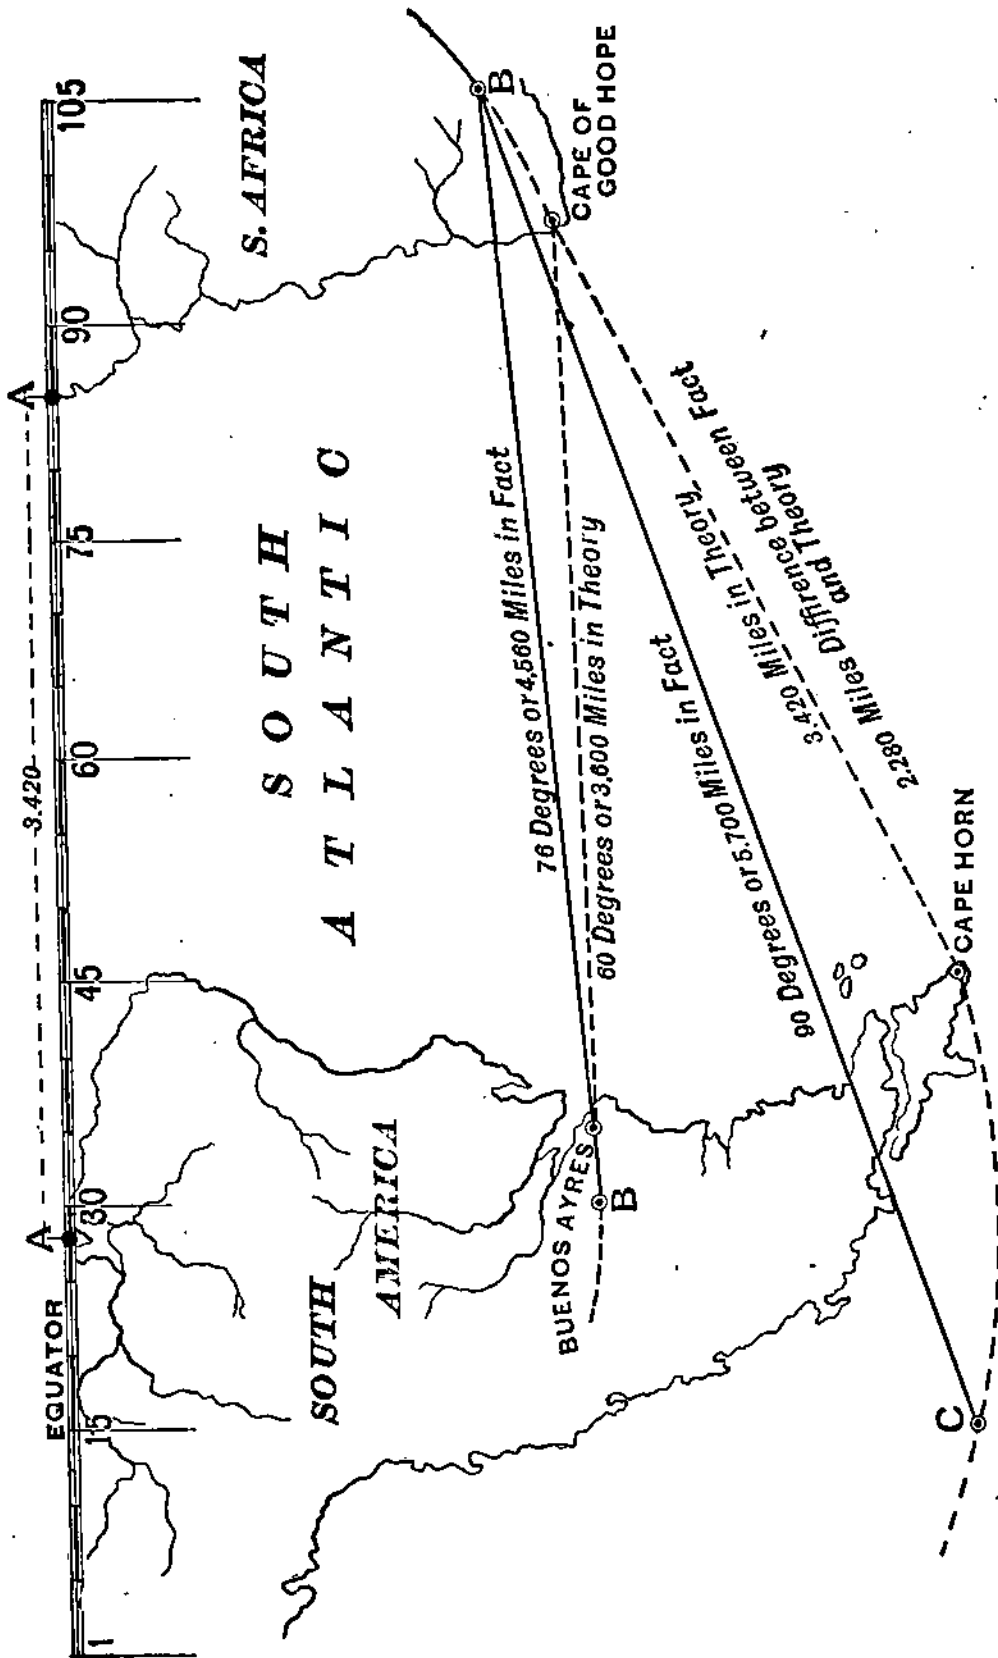 3.420
A
A
EQUATOR
1
15
30
45
60
75
90
105
S. AFRICA
SOUTH
ATLANTIC
SOUTH
AMERICA
76 Degrees or 4,560 Miles in Fact
B
60 Degrees or 3,600 Miles in Theory
BUENOS AYRES
B
CAPE OF
GOOD HOPE
90 Degrees or 5.700 Miles in Fact
3,420 Miles in Theory.
2.280 Miles Diffirence between Fact
and Theory
CAPE HORN
C